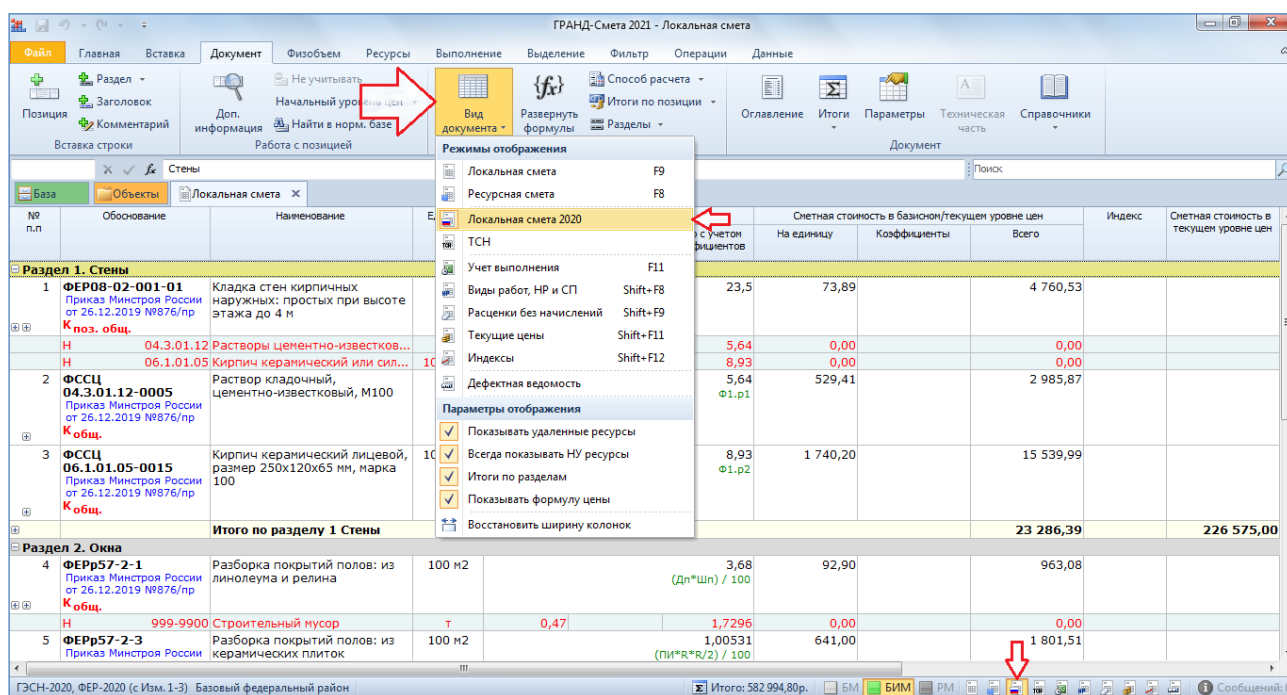 ГРАНД-Смета 2021 - Локальная смета
Файл Главная Вставка Документ Физобъем Ресурсы Выполнение Выделение Фильтр Операции Данные
Позиция
Раздел
Заголовок
Комментарий
Вставка строки
Доп. информация
Не учитывать
Начальный уровень цен...
Найти в норм. базе
Работа с позицией
Вид документа
{fx}
Развернуть формулы
Способ расчета
Итоги по позиции
Разделы
Оглавление
Итоги
Параметры
Техническая часть
Справочники
Документ
fx Стены
Поиск
База Объекты Локальная смета
№ п.п Обоснование Наименование
с учетом
Сметная стоимость в базисном/текущем уровне цен
На единицу Коэффициенты Всего
Индекс
Сметная стоимость в текущем уровне цен
Режимы отображения
Локальная смета F9
Ресурсная смета F8
Локальная смета 2020
ТСН
Учет выполнения F11
Виды работ, НР и СП Shift+F8
Расценки без начислений Shift+F9
Текущие цены Shift+F11
Индексы Shift+F12
Дефектная ведомость
Параметры отображения
Показывать удаленные ресурсы
Всегда показывать НУ ресурсы
Итоги по разделам
Показывать формулу цены
Восстановить ширину колонок
Раздел 1. Стены
1 ФЕР08-02-001-01 Кладка стен кирпичных 23,5 73,89 4 760,53
Приказ Минстроя России наружных: простых при высоте
от 26.12.2019 №876/пр этажа до 4 м
К поз. общ.
Н 04.3.01.12 Растворы цементно-известков... 5,64 0,00 0,00
Н 06.1.01.05 Кирпич керамический или сил... 10 8,93 0,00 0,00
2 ФССЦ Раствор кладочный, 5,64 529,41 2 985,87
04.3.01.12-0005 цементно-известковый, М100 Ф1.р1
Приказ Минстроя России
от 26.12.2019 №876/пр
К общ.
3 ФССЦ Кирпич керамический лицевой, 10 8,93 1 740,20 15 539,99
06.1.01.05-0015 размер 250х120х65 мм, марка Ф1.р2
Приказ Минстроя России 100
от 26.12.2019 №876/пр
К общ.
Итого по разделу 1 Стены 23 286,39 226 575,00
Раздел 2. Окна
4 ФЕРр57-2-1 Разборка покрытий полов: из 100 м2 3,68 92,90 963,08
Приказ Минстроя России линолеума и релина (Дп*Шп) / 100
от 26.12.2019 №876/пр
К общ.
Н 999-9900 Строительный мусор т 0,47 1,7296 0,00 0,00
5 ФЕРр57-2-3 Разборка покрытий полов: из 100 м2 1,00531 641,00 1 801,51
Приказ Минстроя России керамических плиток (ПИ*R*R/2) / 100
ГЭСН-2020, ФЕР-2020 (с Изм. 1-3) Базовый федеральный район Итого: 582 994,80р. БМ БИМ РМ Сообщений: